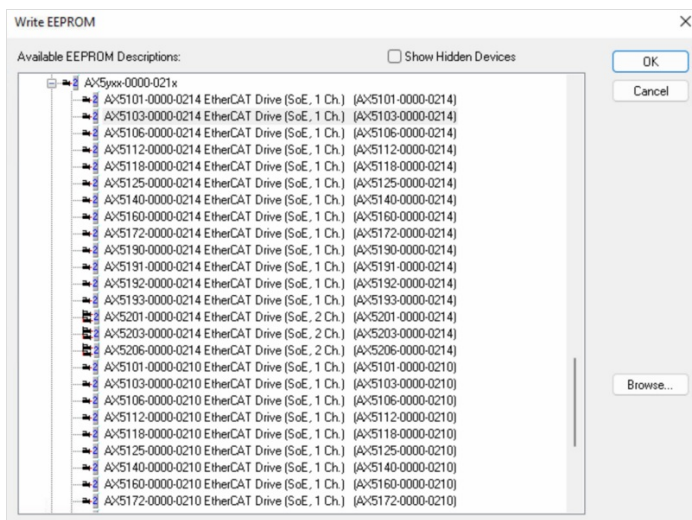 Write EEPROM
Available EEPROM Descriptions:
Show Hidden Devices
OK
Cancel
AX5yxx-0000-021x
AX5101-0000-0214 EtherCAT Drive (SoE, 1 Ch.) (AX5101-0000-0214)
AX5103-0000-0214 EtherCAT Drive (SoE, 1 Ch.) (AX5103-0000-0214)
AX5106-0000-0214 EtherCAT Drive (SoE, 1 Ch.) (AX5106-0000-0214)
AX5112-0000-0214 EtherCAT Drive (SoE, 1 Ch.) (AX5112-0000-0214)
AX5118-0000-0214 EtherCAT Drive (SoE, 1 Ch.) (AX5118-0000-0214)
AX5125-0000-0214 EtherCAT Drive (SoE, 1 Ch.) (AX5125-0000-0214)
AX5140-0000-0214 EtherCAT Drive (SoE, 1 Ch.) (AX5140-0000-0214)
AX5160-0000-0214 EtherCAT Drive (SoE, 1 Ch.) (AX5160-0000-0214)
AX5172-0000-0214 EtherCAT Drive (SoE, 1 Ch.) (AX5172-0000-0214)
AX5190-0000-0214 EtherCAT Drive (SoE, 1 Ch.) (AX5190-0000-0214)
AX5191-0000-0214 EtherCAT Drive (SoE, 1 Ch.) (AX5191-0000-0214)
AX5192-0000-0214 EtherCAT Drive (SoE, 1 Ch.) (AX5192-0000-0214)
AX5193-0000-0214 EtherCAT Drive (SoE, 1 Ch.) (AX5193-0000-0214)
AX5201-0000-0214 EtherCAT Drive (SoE, 2 Ch.) (AX5201-0000-0214)
AX5203-0000-0214 EtherCAT Drive (SoE, 2 Ch.) (AX5203-0000-0214)
AX5206-0000-0214 EtherCAT Drive (SoE, 2 Ch.) (AX5206-0000-0214)
AX5101-0000-0210 EtherCAT Drive (SoE, 1 Ch.) (AX5101-0000-0210)
AX5103-0000-0210 EtherCAT Drive (SoE, 1 Ch.) (AX5103-0000-0210)
Browse...
AX5106-0000-0210 EtherCAT Drive (SoE, 1 Ch.) (AX5106-0000-0210)
AX5112-0000-0210 EtherCAT Drive (SoE, 1 Ch.) (AX5112-0000-0210)
AX5118-0000-0210 EtherCAT Drive (SoE, 1 Ch.) (AX5118-0000-0210)
AX5125-0000-0210 EtherCAT Drive (SoE, 1 Ch.) (AX5125-0000-0210)
AX5140-0000-0210 EtherCAT Drive (SoE, 1 Ch.) (AX5140-0000-0210)
AX5160-0000-0210 EtherCAT Drive (SoE, 1 Ch.) (AX5160-0000-0210)
AX5172-0000-0210 EtherCAT Drive (SoE, 1 Ch.) (AX5172-0000-0210)